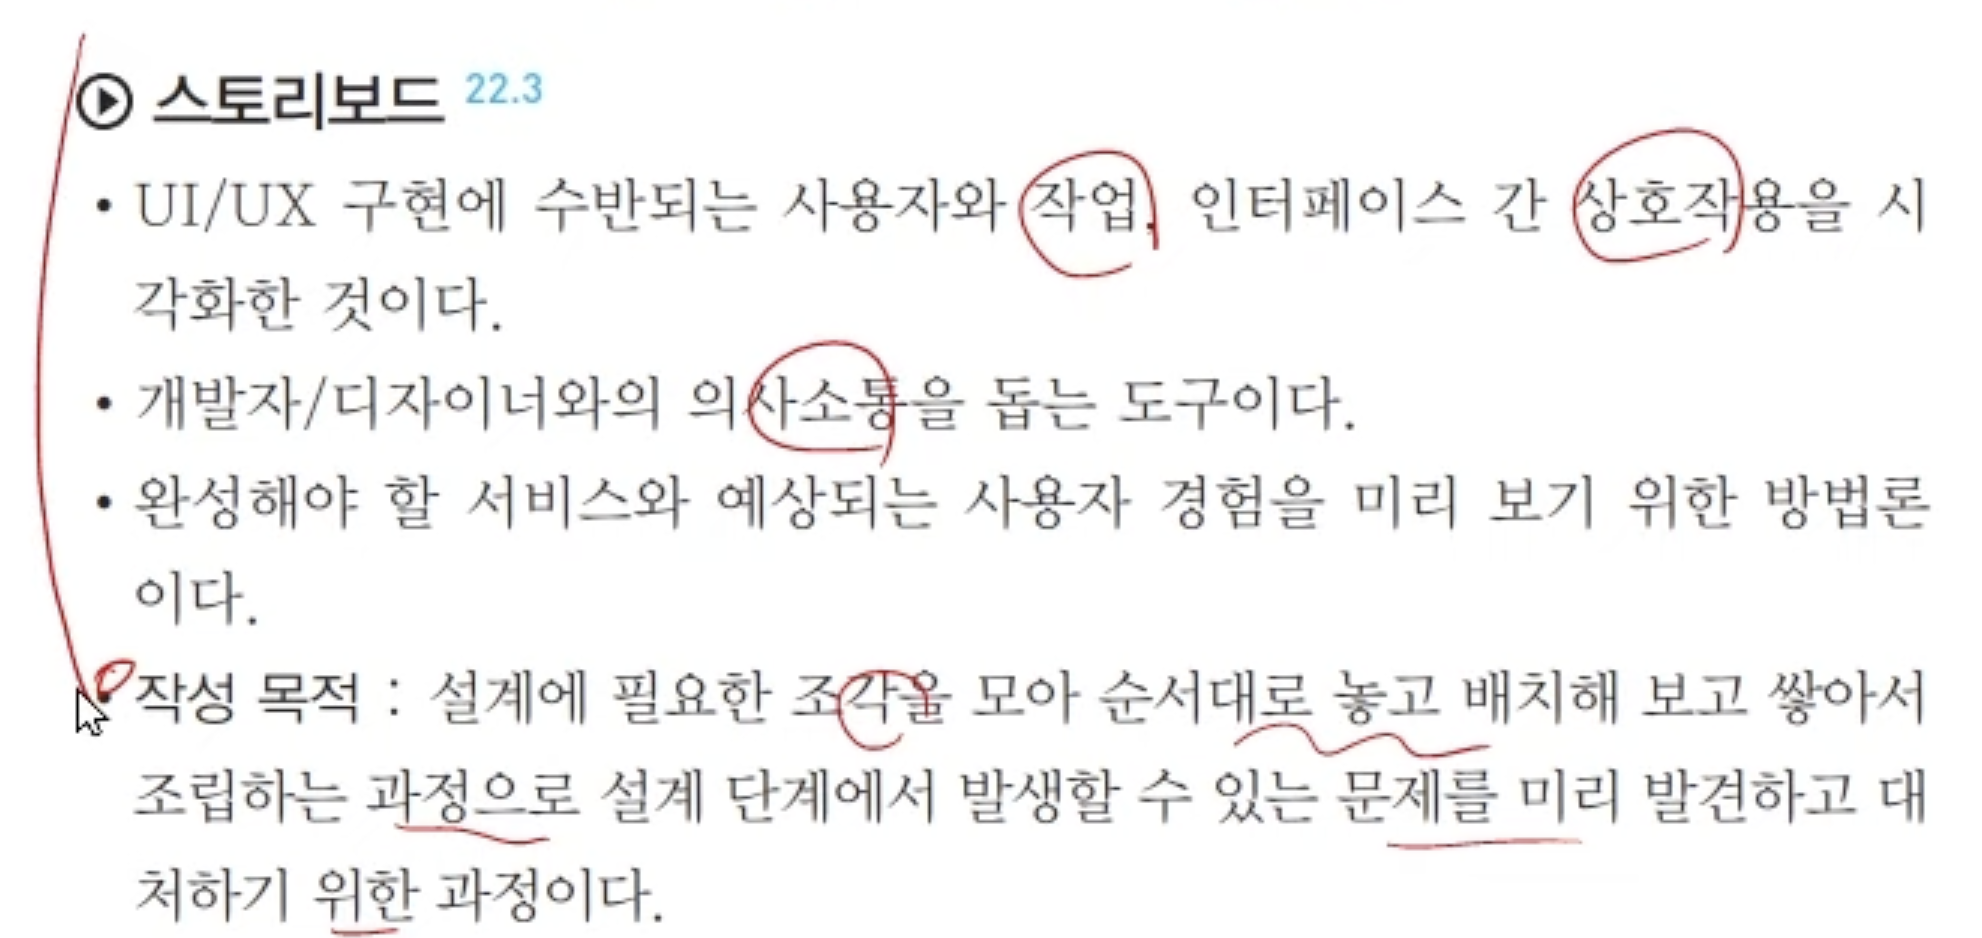 스토리보드 22.3
• UI/UX 구현에 수반되는 사용자와 작업, 인터페이스 간 상호작용을 시
각화한 것이다.
• 개발자/디자이너와의 의사소통을 돕는 도구이다.
• 완성해야 할 서비스와 예상되는 사용자 경험을 미리 보기 위한 방법론
이다.
• 작성 목적 : 설계에 필요한 조각을 모아 순서대로 놓고 배치해 보고 쌓아서
조립하는 과정으로 설계 단계에서 발생할 수 있는 문제를 미리 발견하고 대
처하기 위한 과정이다.